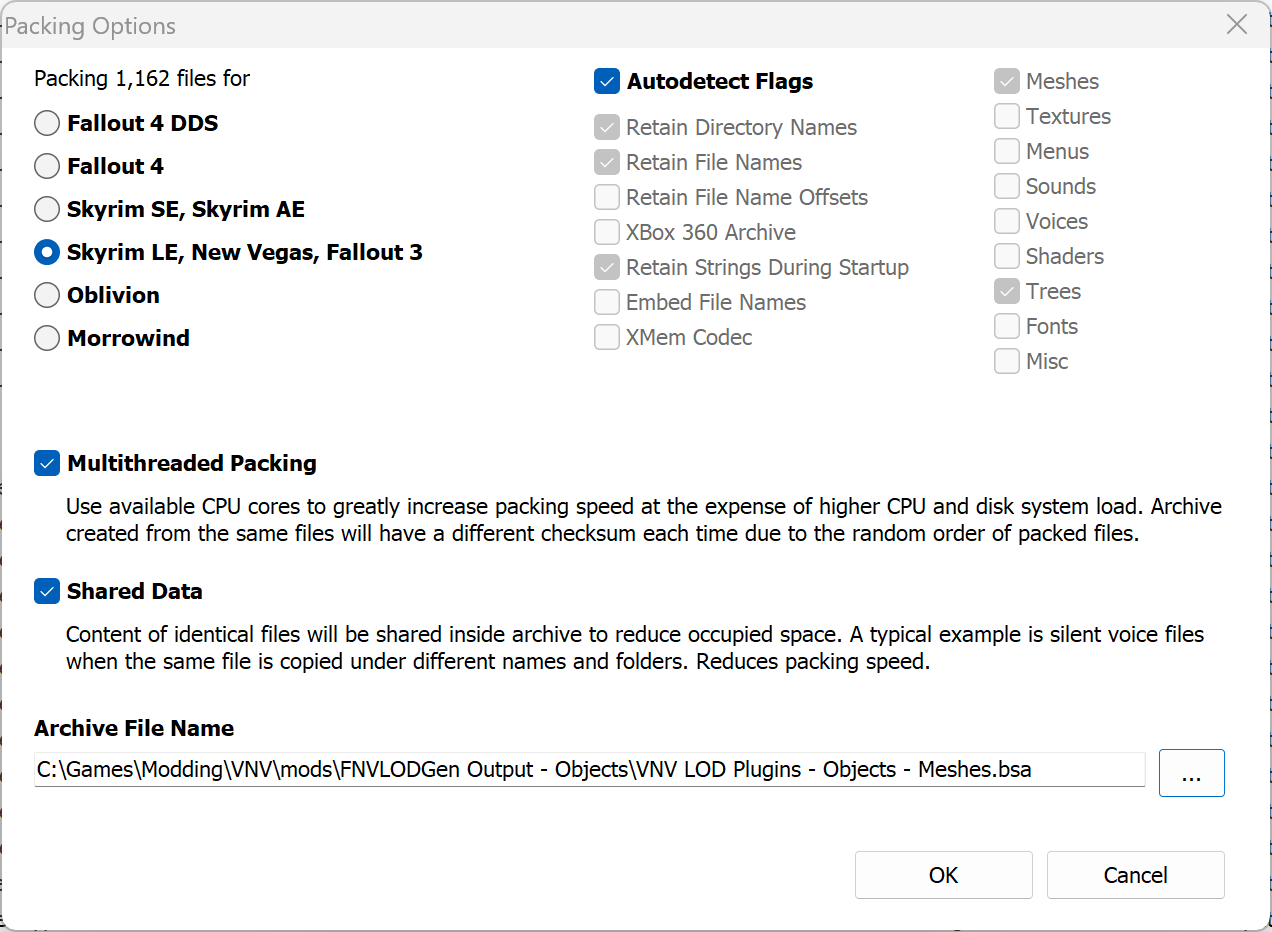 Packing Options
Packing 1,162 files for
Fallout 4 DDS
Fallout 4
Skyrim SE, Skyrim AE
Skyrim LE, New Vegas, Fallout 3
Oblivion
Morrowind
Autodetect Flags
Retain Directory Names
Retain File Names
Retain File Name Offsets
XBox 360 Archive
Retain Strings During Startup
Embed File Names
XMem Codec
Meshes
Textures
Menus
Sounds
Voices
Shaders
Trees
Fonts
Misc
Multithreaded Packing
Use available CPU cores to greatly increase packing speed at the expense of higher CPU and disk system load. Archive
created from the same files will have a different checksum each time due to the random order of packed files.
Shared Data
Content of identical files will be shared inside archive to reduce occupied space. A typical example is silent voice files
when the same file is copied under different names and folders. Reduces packing speed.
Archive File Name
C:\Games\Modding\VNV\mods\FNVLODGen Output - Objects\VNV LOD Plugins - Objects - Meshes.bsa
...
OK
Cancel